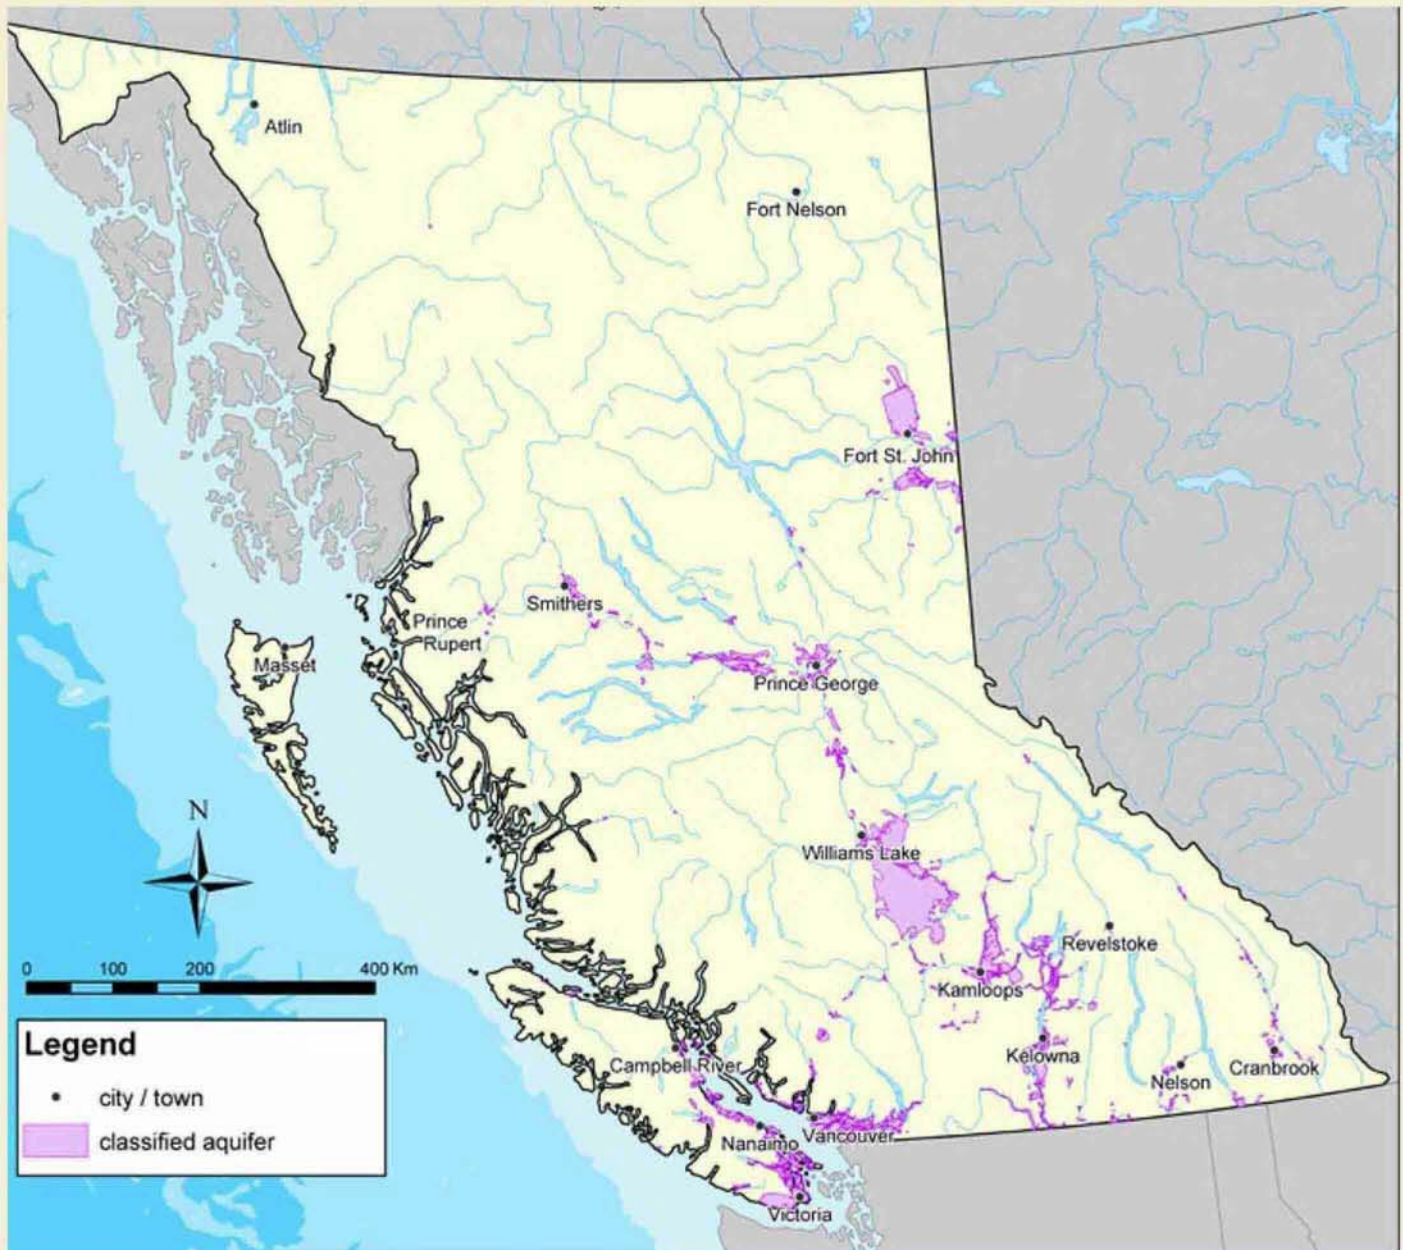 Atlin
Fort Nelson
Fort St. John
Smithers
Prince
Rupert
Masset
Prince George
N
Williams Lake
Revelstoke
0 100 200 400 Km
Kamloops
Legend
Kelowna
Campbell River
Cranbrook
Nelson
city / town
classified aquifer
Nanaimo
Vancouver
Victoria